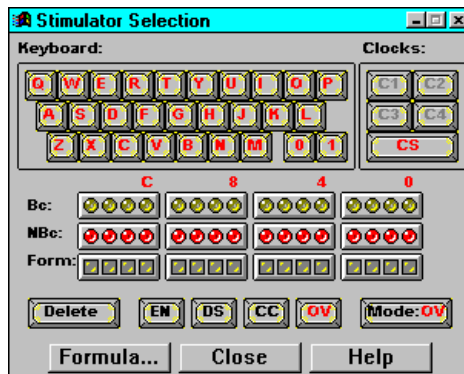 Stimulator Selection
Keyboard: Clocks:
Q W E R T Y U I O P C1 C2
A S D F G H J K L C3 C4
Z X C V B N M 0 1 CS
C 8 4 0
Bc:
NBc:
Form:
Delete EN DS CC OV Mode:OV
Formula... Close Help